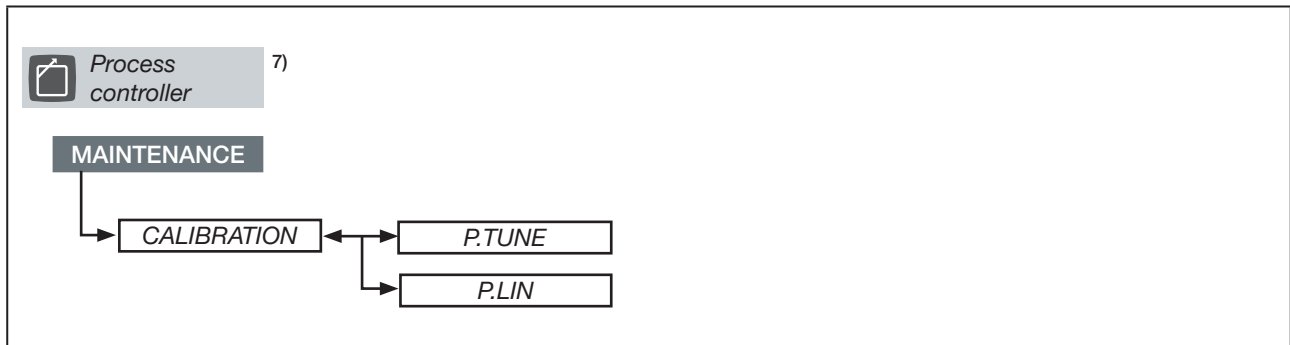 Process 7)
controller
MAINTENANCE
CALIBRATION P.TUNE
P.LIN